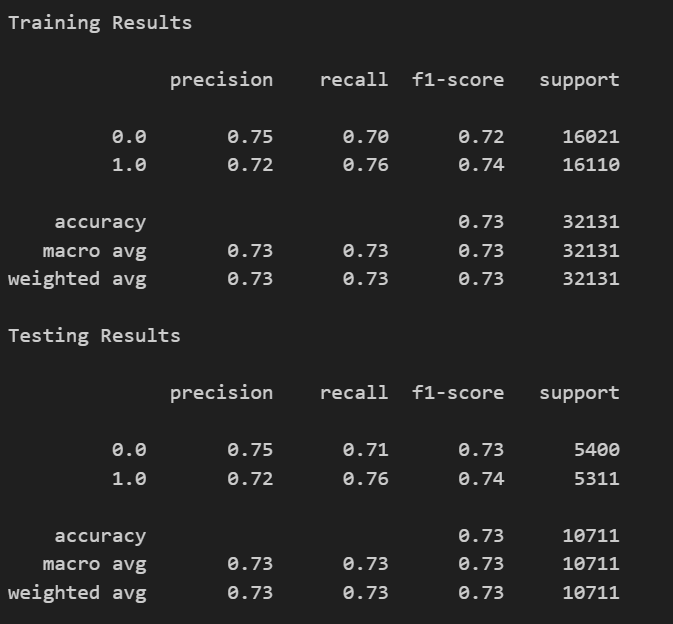 Training Results
precision recall f1-score support
0.0 0.75 0.70 0.72 16021
1.0 0.72 0.76 0.74 16110
accuracy 0.73 32131
macro avg 0.73 0.73 0.73 32131
weighted avg 0.73 0.73 0.73 32131
Testing Results
precision recall f1-score support
0.0 0.75 0.71 0.73 5400
1.0 0.72 0.76 0.74 5311
accuracy 0.73 10711
macro avg 0.73 0.73 0.73 10711
weighted avg 0.73 0.73 0.73 10711